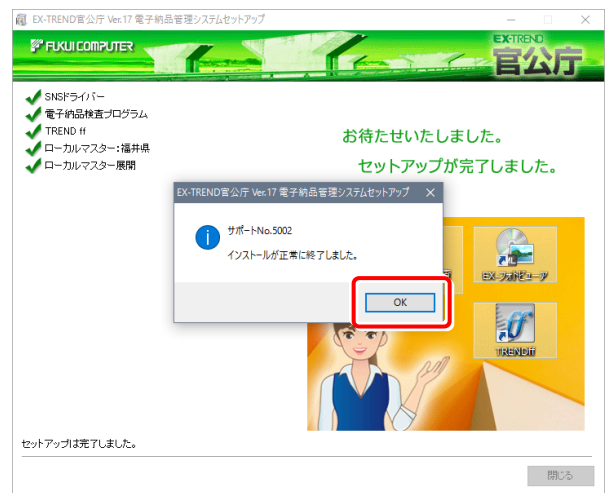 EX-TREND官公庁 Ver.17 電子納品管理システムセットアップ
FUKUI COMPUTER
EX-TREND
官公庁
SNSドライバー
電子納品検査プログラム
TREND ff
ローカルマスター:福井県
ローカルマスター展開
お待たせいたしました。
セットアップが完了しました。
EX-TREND官公庁 Ver.17 電子納品管理システムセットアップ
サポートNo.5002
インストールが正常に終了しました。
OK
EX-フォトビューア
TRENDff
セットアップは完了しました。
閉じる